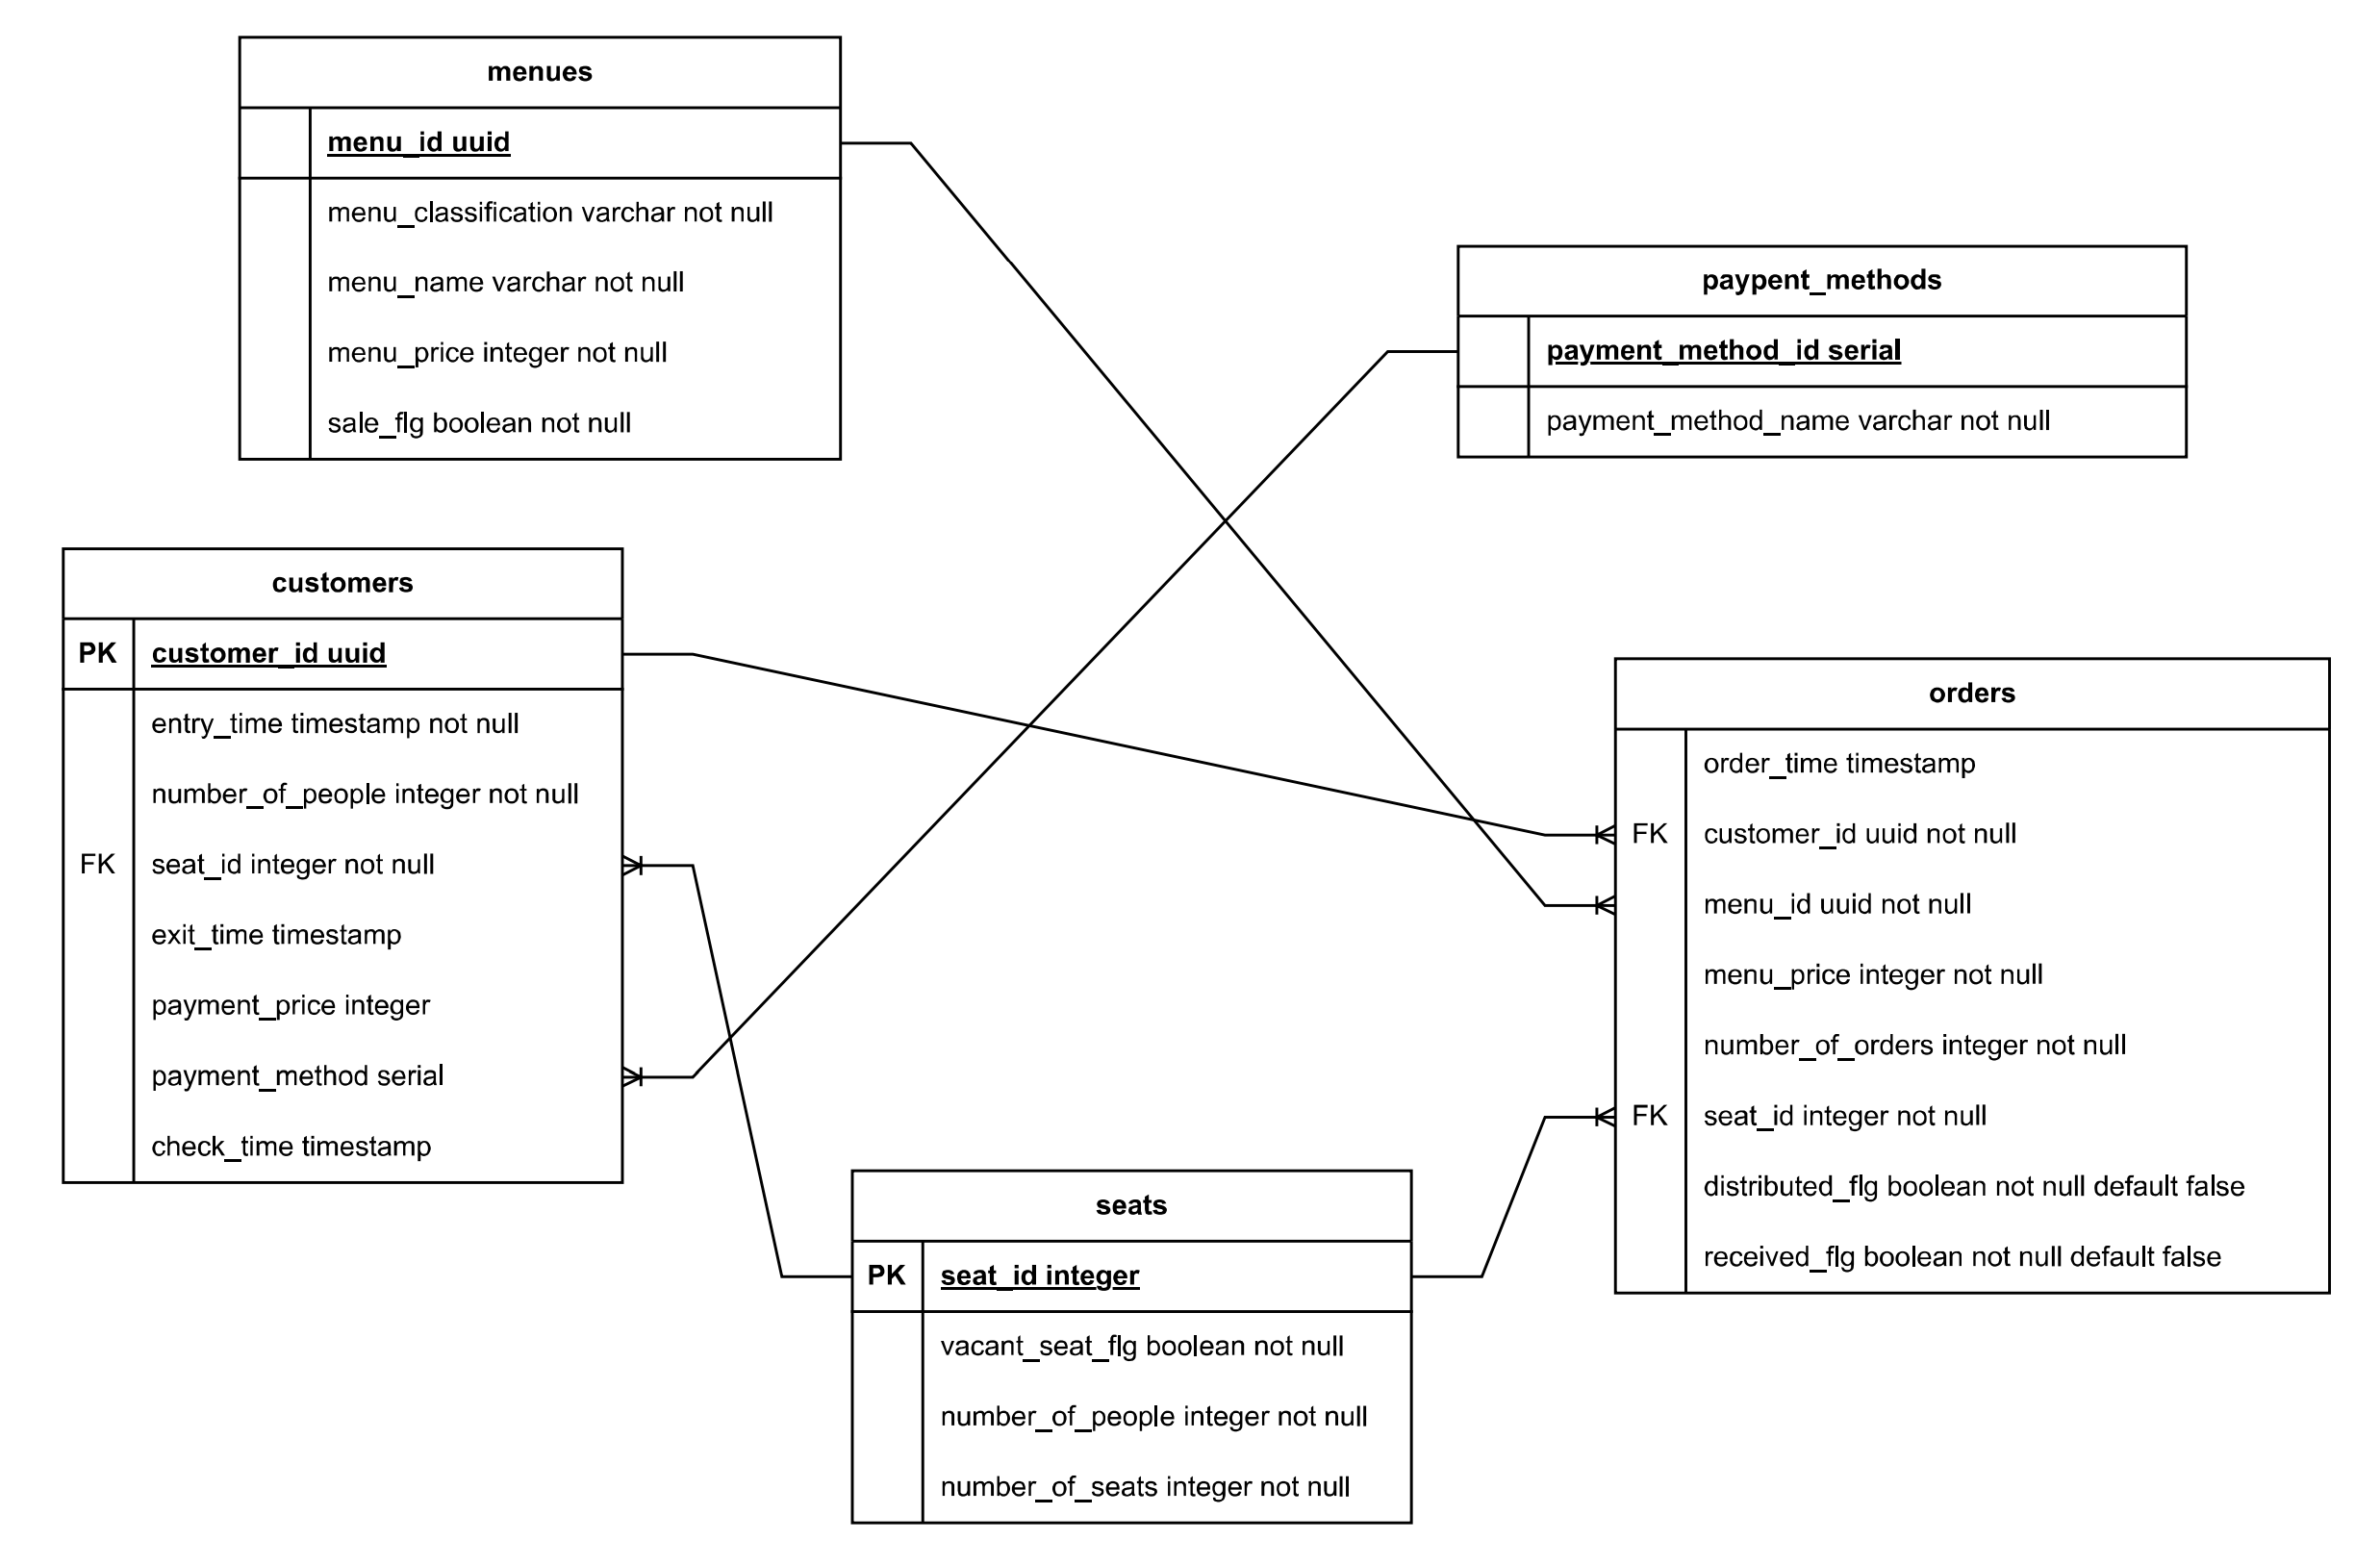 menues
menu_id uuid
menu_classification varchar not null
menu_name varchar not null
menu_price integer not null
sale_flg boolean not null
paypent_methods
payment_method_id serial
payment_method_name varchar not null
customers
PK customer_id uuid
entry_time timestamp not null
number_of_people integer not null
FK seat_id integer not null
exit_time timestamp
payment_price integer
payment_method serial
check_time timestamp
orders
order_time timestamp
FK customer_id uuid not null
menu_id uuid not null
menu_price integer not null
number_of_orders integer not null
FK seat_id integer not null
distributed_flg boolean not null default false
received_flg boolean not null default false
seats
PK seat_id integer
vacant_seat_flg boolean not null
number_of_people integer not null
number_of_seats integer not null